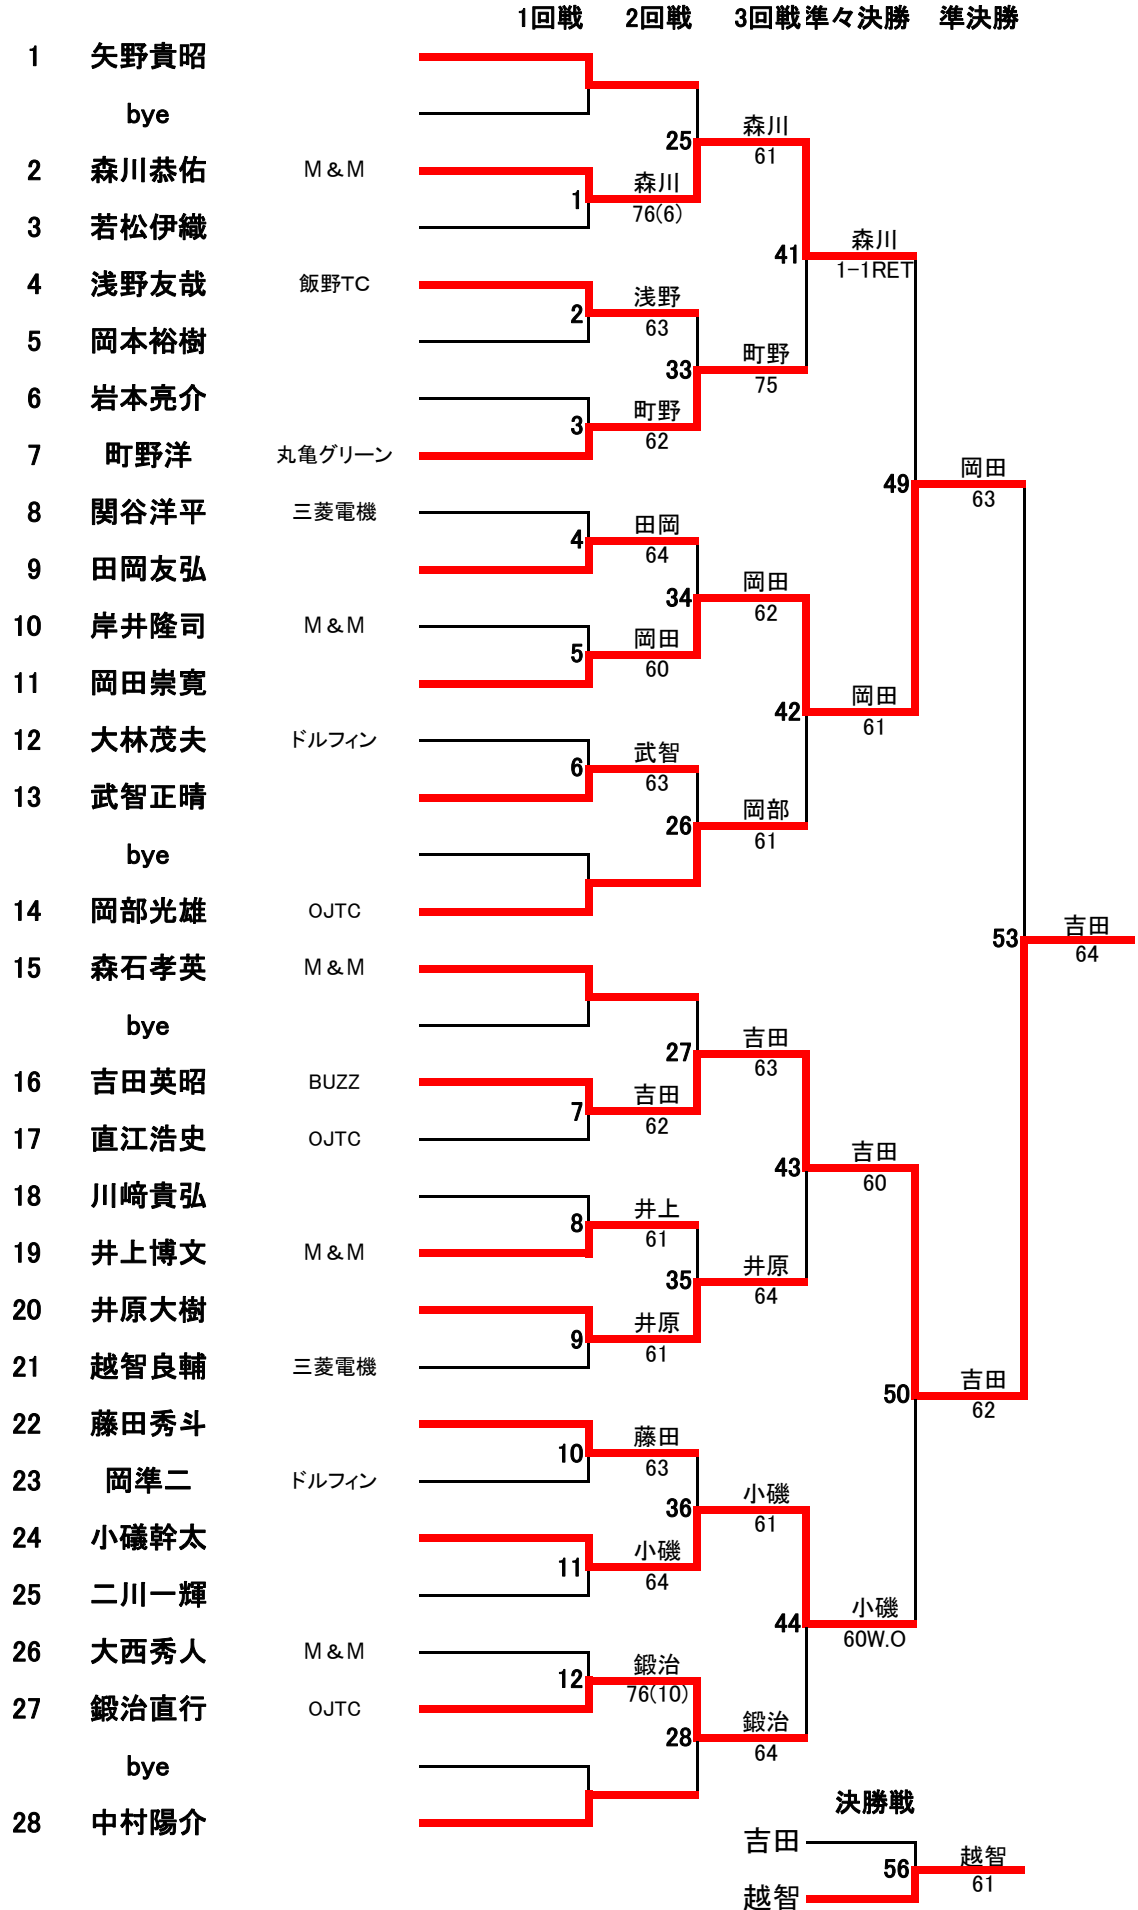 1回戦 2回戦 3回戦 準々決勝 準決勝
1 矢野貴昭
bye
25 森川
61
2 森川恭佑 M&M
1 森川
76(6)
3 若松伊織
41 森川
1-1RET
4 浅野友哉 飯野TC
2 浅野
63
5 岡本裕樹
33 町野
75
6 岩本亮介
3 町野
62
7 町野洋 丸亀グリーン
49 岡田
63
8 関谷洋平 三菱電機
4 田岡
64
9 田岡友弘
34 岡田
62
10 岸井隆司 M&M
5 岡田
60
11 岡田崇寛
42 岡田
61
12 大林茂夫 ドルフィン
6 武智
63
13 武智正晴
26 岡部
61
bye
14 岡部光雄 OJTC
53 吉田
64
15 森石孝英 M&M
bye
27 吉田
63
16 吉田英昭 BUZZ
7 吉田
62
17 直江浩史 OJTC
43 吉田
60
18 川﨑貴弘
8 井上
61
19 井上博文 M&M
35 井原
64
20 井原大樹
9 井原
61
21 越智良輔 三菱電機
50 吉田
62
22 藤田秀斗
10 藤田
63
23 岡準二 ドルフィン
36 小磯
61
24 小礒幹太
11 小磯
64
25 二川一輝
44 小磯
60W.O
26 大西秀人 M&M
12 鍛治
76(10)
27 鍛治直行 OJTC
28 鍛治
64
bye
28 中村陽介
決勝戦
吉田
56 越智
61
越智